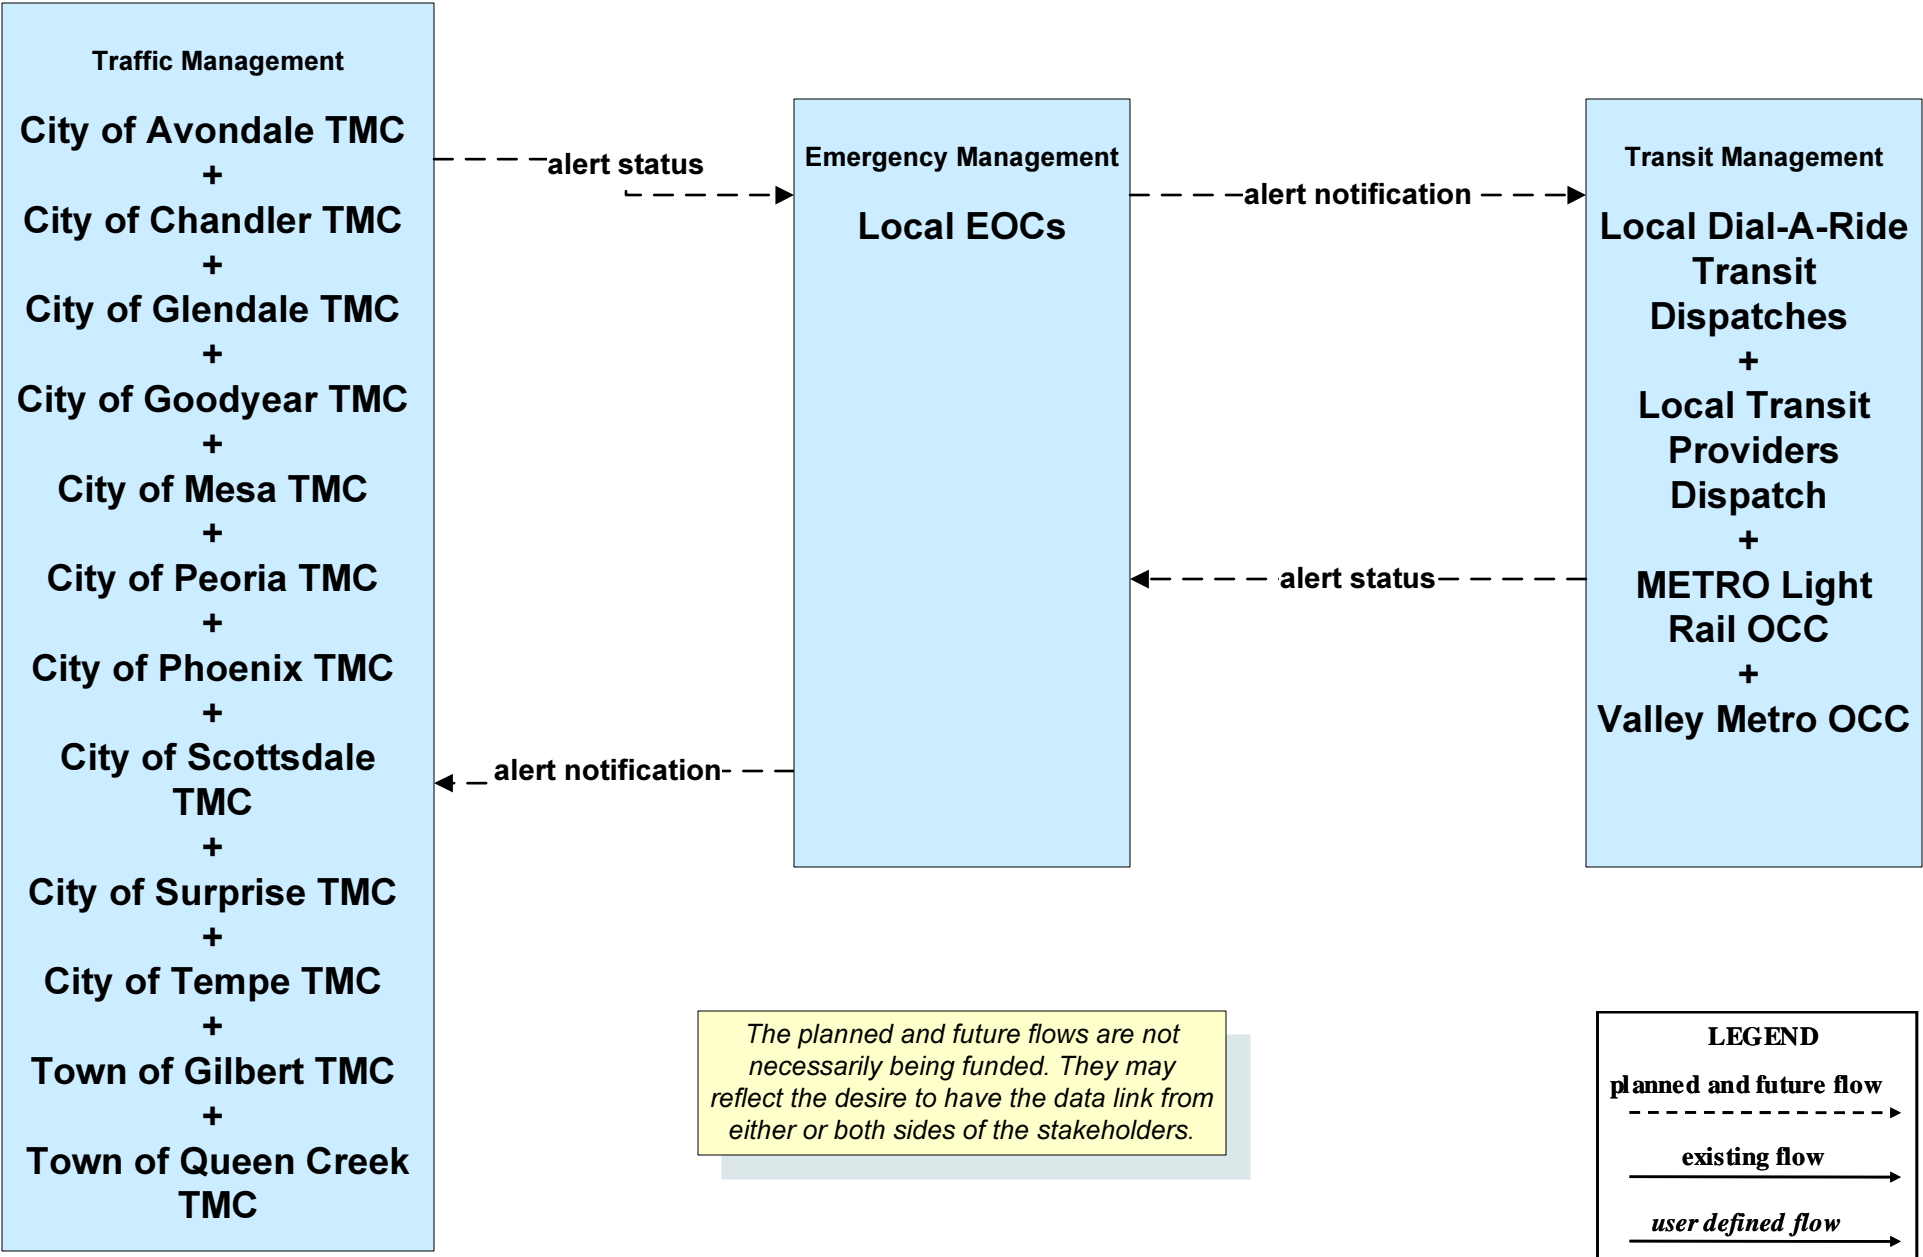 Traffic Management
City of Avondale TMC
+
City of Chandler TMC
+
City of Glendale TMC
+
City of Goodyear TMC
+
City of Mesa TMC
+
City of Peoria TMC
+
City of Phoenix TMC
+
City of Scottsdale
TMC
+
City of Surprise TMC
+
City of Tempe TMC
+
Town of Gilbert TMC
+
Town of Queen Creek
TMC
alert status
alert notification
Emergency Management
Local EOCs
alert notification
alert status
Transit Management
Local Dial-A-Ride
Transit
Dispatches
+
Local Transit
Providers
Dispatch
+
METRO Light
Rail OCC
+
Valley Metro OCC
The planned and future flows are not
necessarily being funded. They may
reflect the desire to have the data link from
either or both sides of the stakeholders.
LEGEND
planned and future flow
existing flow
user defined flow